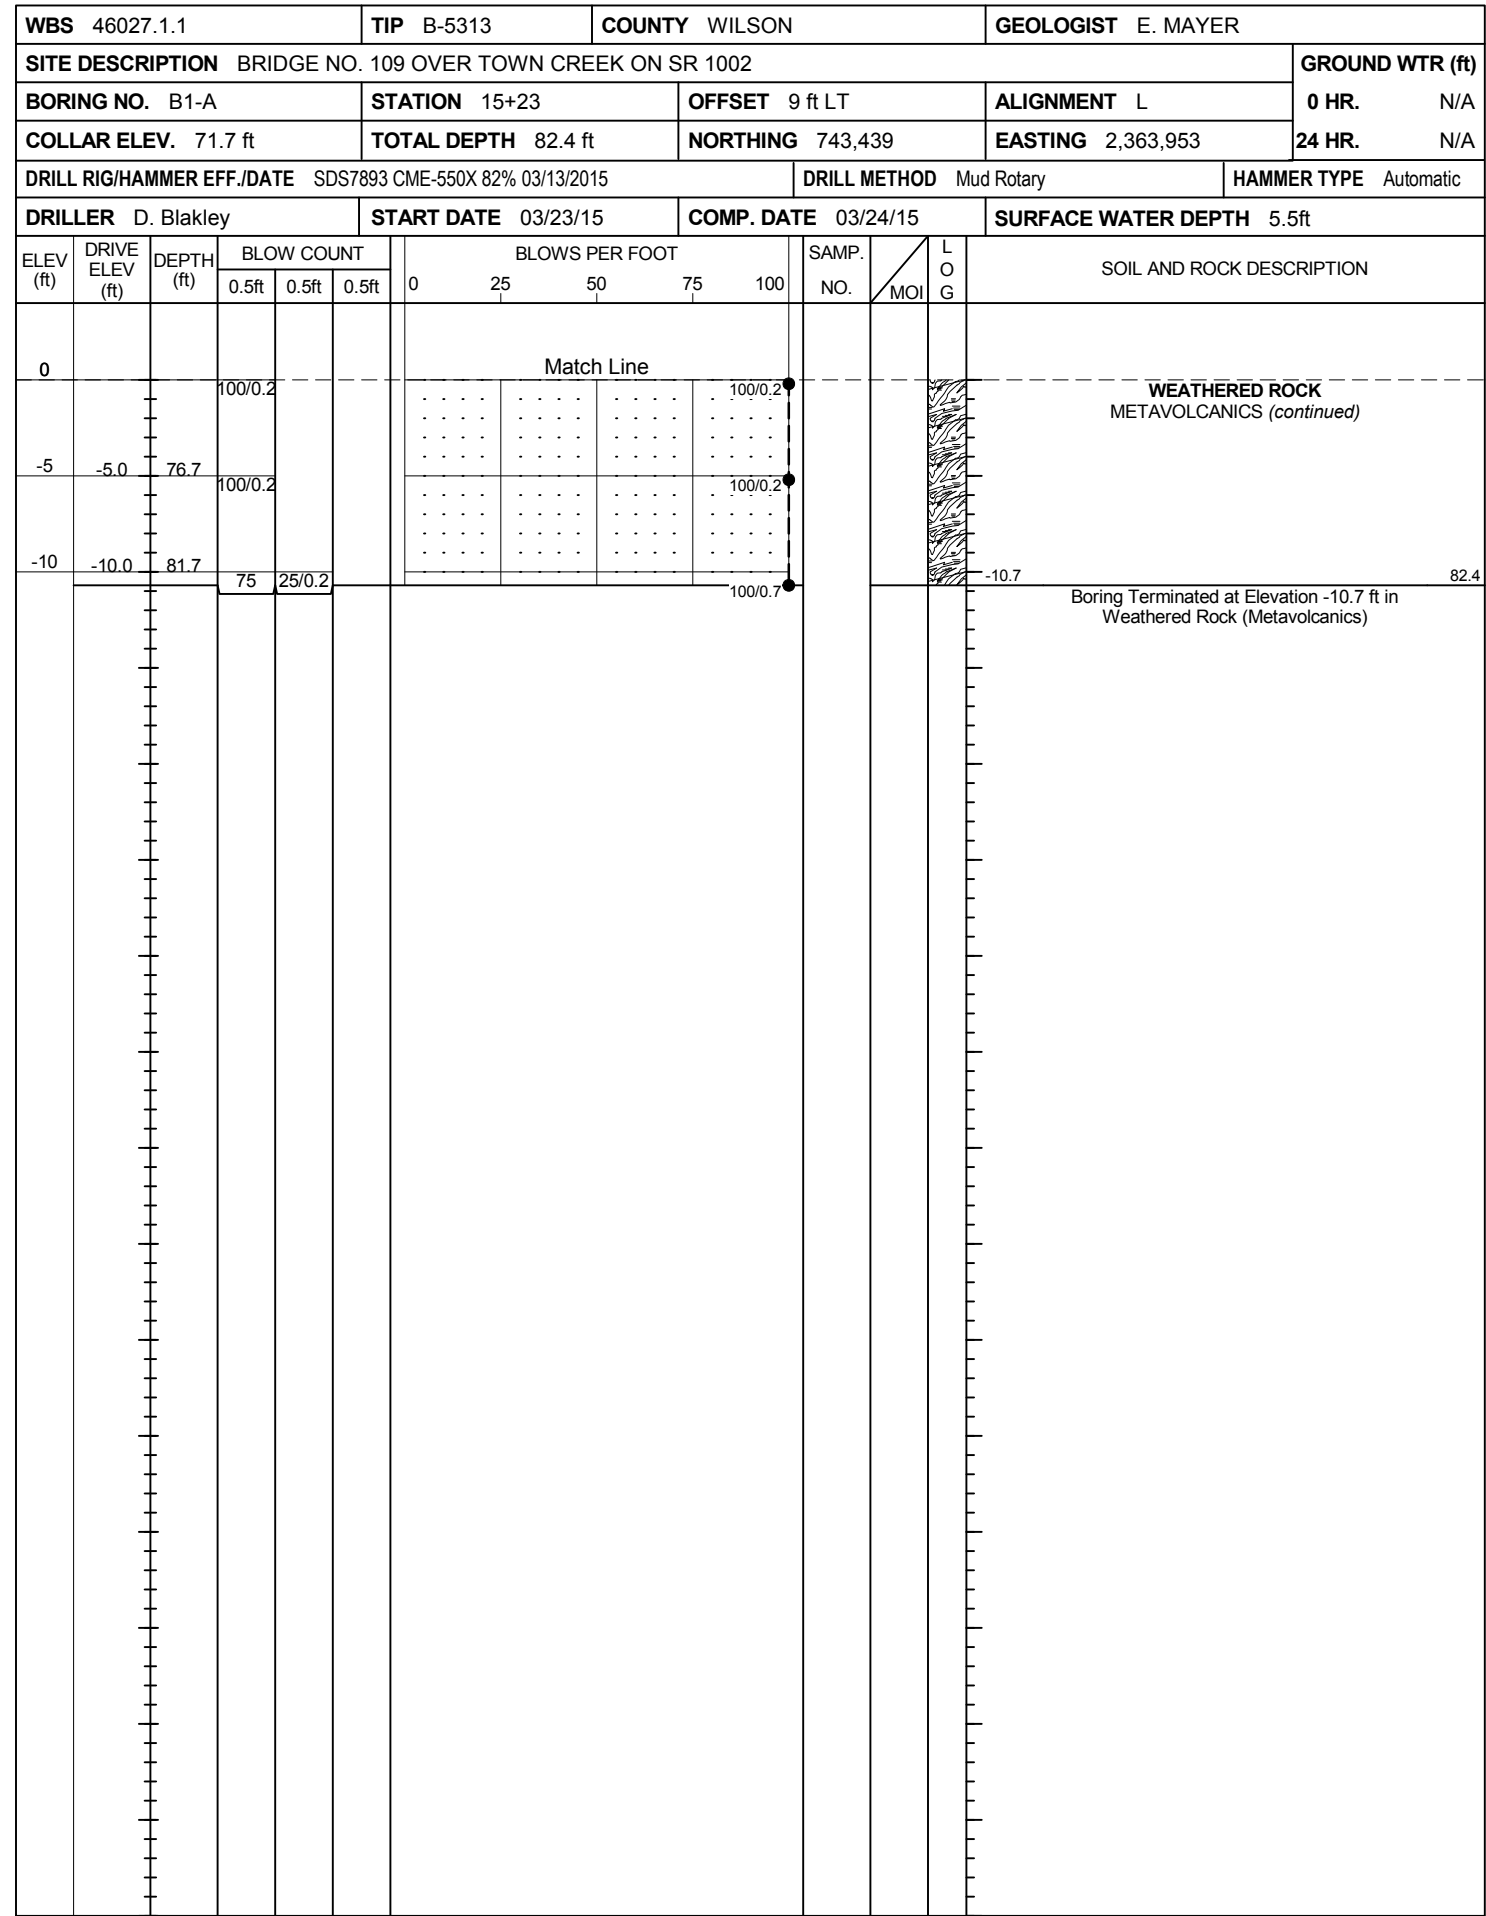 WBS 46027.1.1 TIP B-5313 COUNTY WILSON GEOLOGIST E. MAYER
SITE DESCRIPTION BRIDGE NO. 109 OVER TOWN CREEK ON SR 1002 GROUND WTR (ft)
BORING NO. B1-A STATION 15+23 OFFSET 9 ft LT ALIGNMENT L 0 HR. N/A
COLLAR ELEV. 71.7 ft TOTAL DEPTH 82.4 ft NORTHING 743,439 EASTING 2,363,953 24 HR. N/A
DRILL RIG/HAMMER EFF./DATE SDS7893 CME-550X 82% 03/13/2015 DRILL METHOD Mud Rotary HAMMER TYPE Automatic
DRILLER D. Blakley START DATE 03/23/15 COMP. DATE 03/24/15 SURFACE WATER DEPTH 5.5ft
ELEV (ft)
DRIVE ELEV (ft)
DEPTH (ft)
BLOW COUNT
0.5ft 0.5ft 0.5ft
BLOWS PER FOOT
0 25 50 75 100
SAMP. NO.
MOI
L O G
SOIL AND ROCK DESCRIPTION
0 Match Line
100/0.2 100/0.2 WEATHERED ROCK
METAVOLCANICS (continued)
-5 -5.0 76.7
100/0.2 100/0.2
-10 -10.0 81.7
75 25/0.2 100/0.7 -10.7 82.4
Boring Terminated at Elevation -10.7 ft in
Weathered Rock (Metavolcanics)